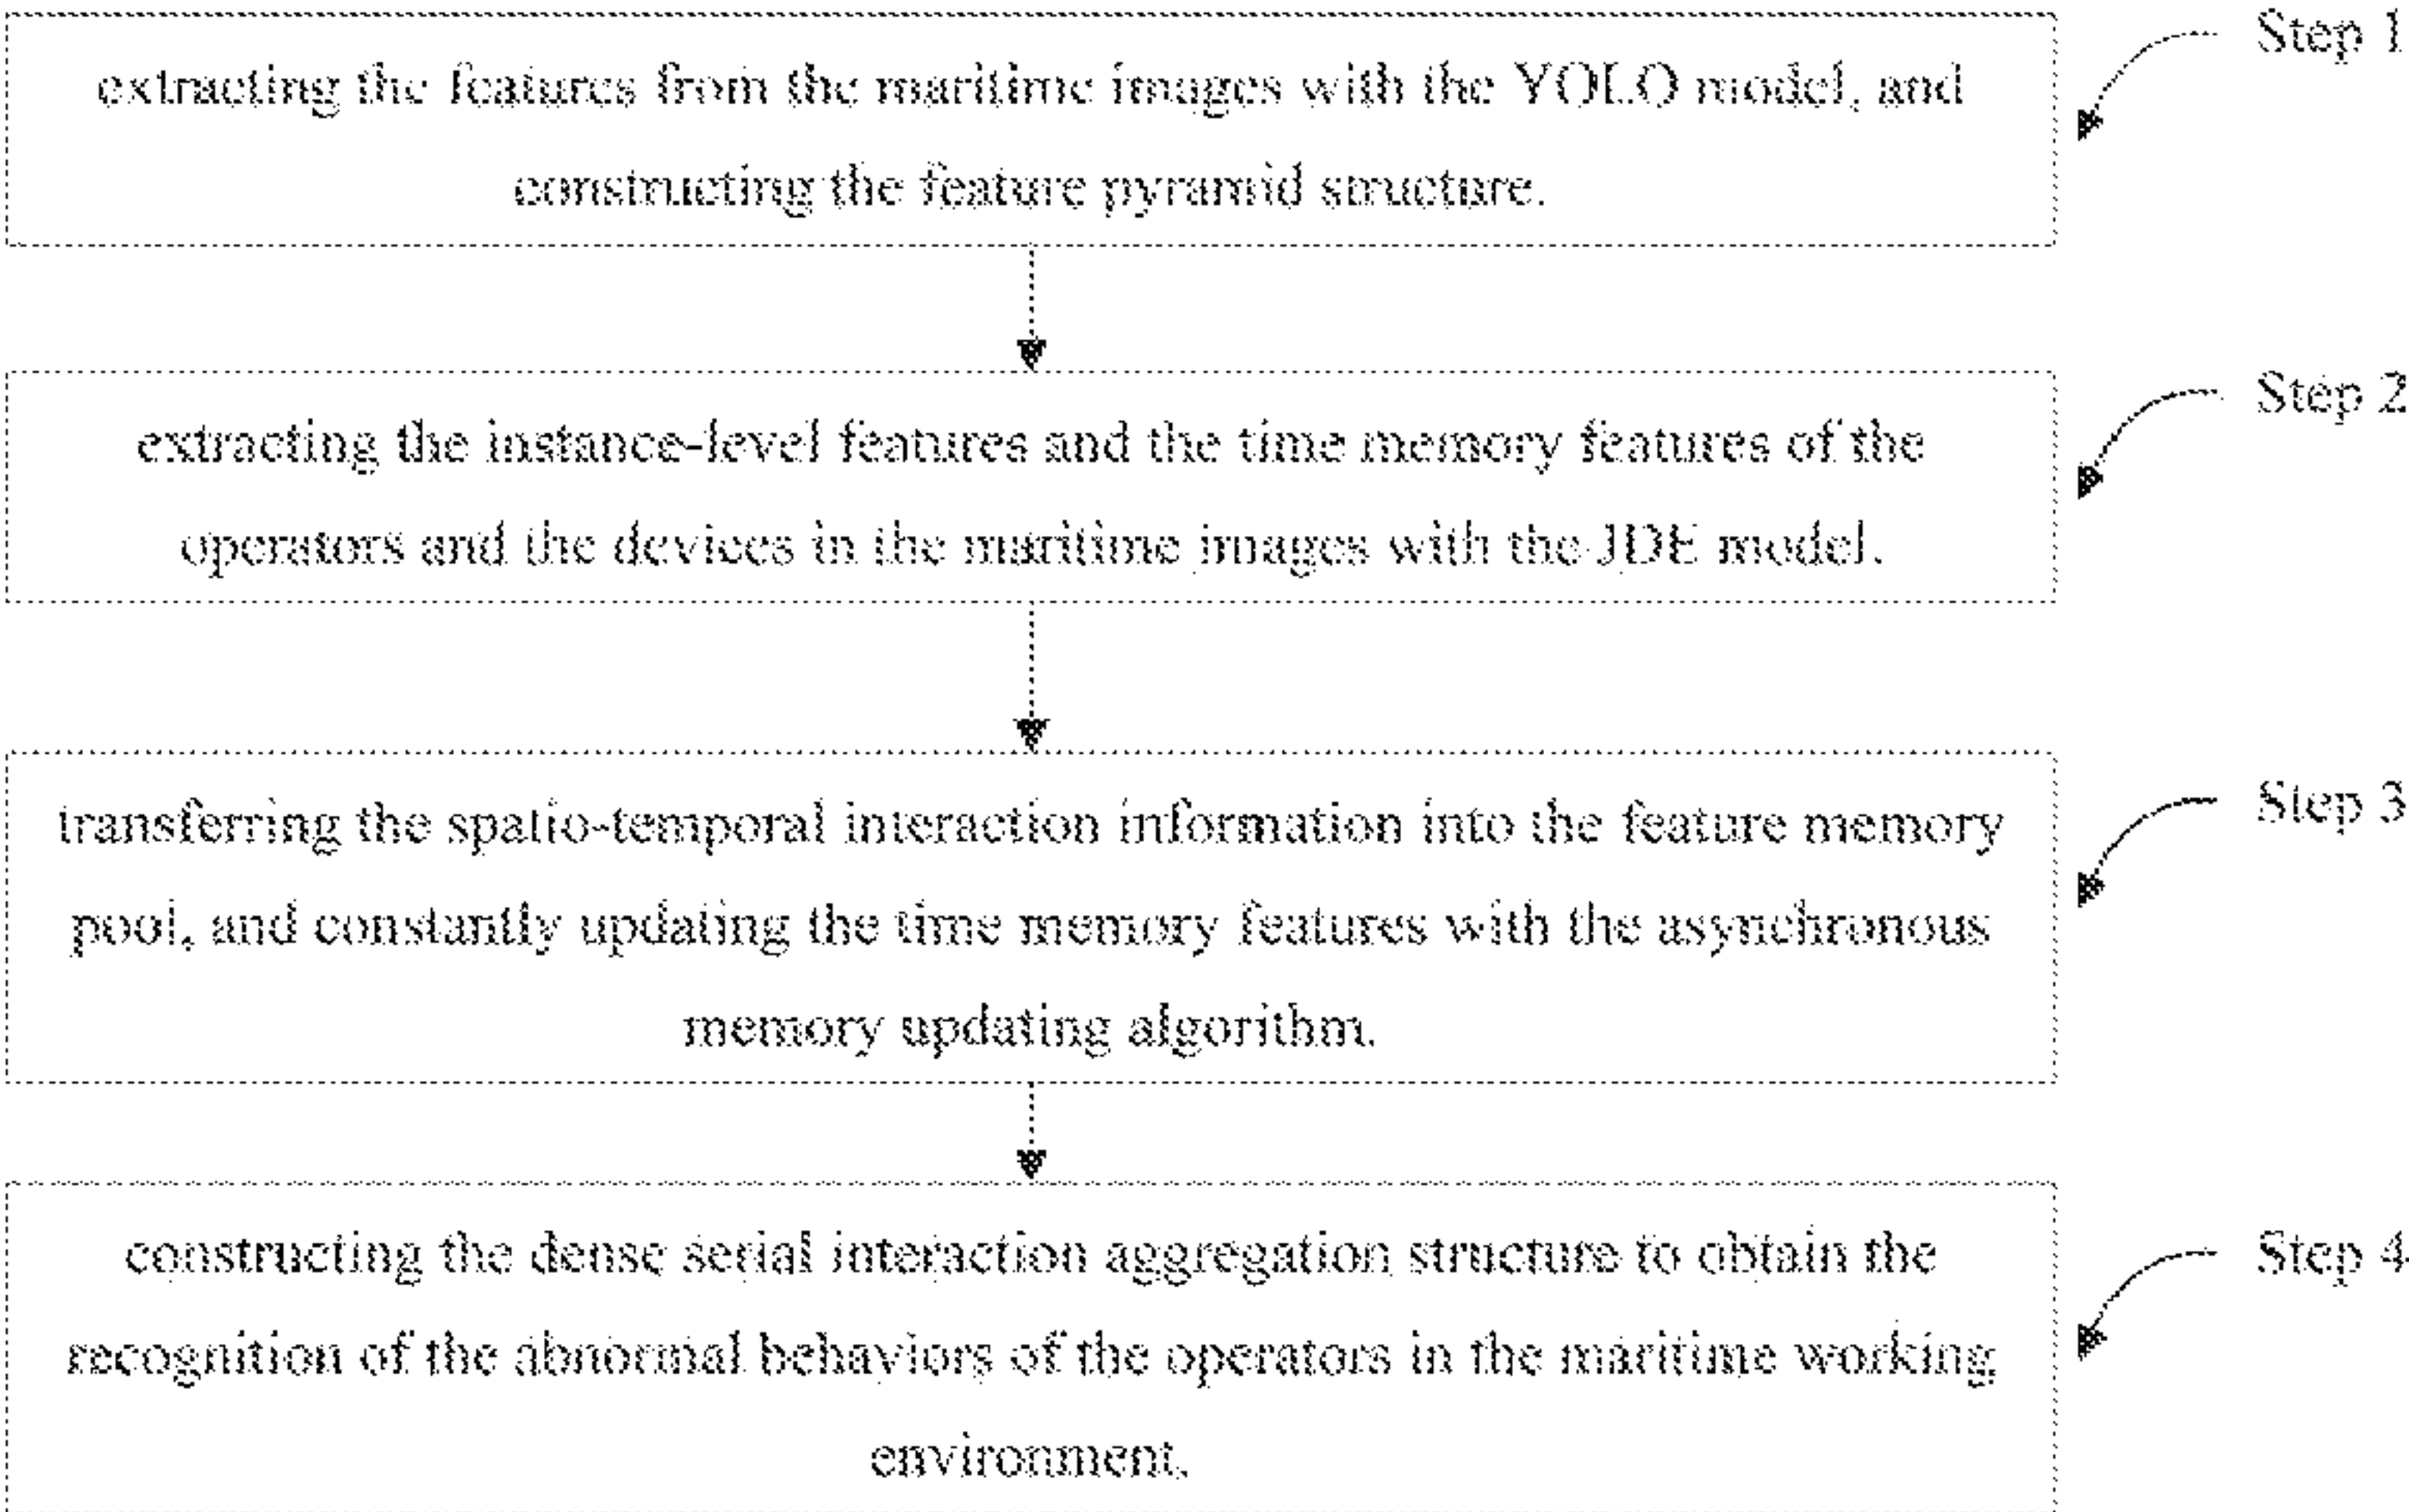 Step 1
extracting the features from the maritime images with the YOLO model, and
constructing the feature pyramid structure.
Step 2
extracting the instance-level features and the time memory features of the
operators and the devices in the maritime images with the JDE model.
Step 3
transferring the spatio-temporal interaction information into the feature memory
pool, and constantly updating the time memory features with the asynchronous
memory updating algorithm.
Step 4
constructing the dense serial interaction aggregation structure to obtain the
recognition of the abnormal behaviors of the operators in the maritime working
environment.